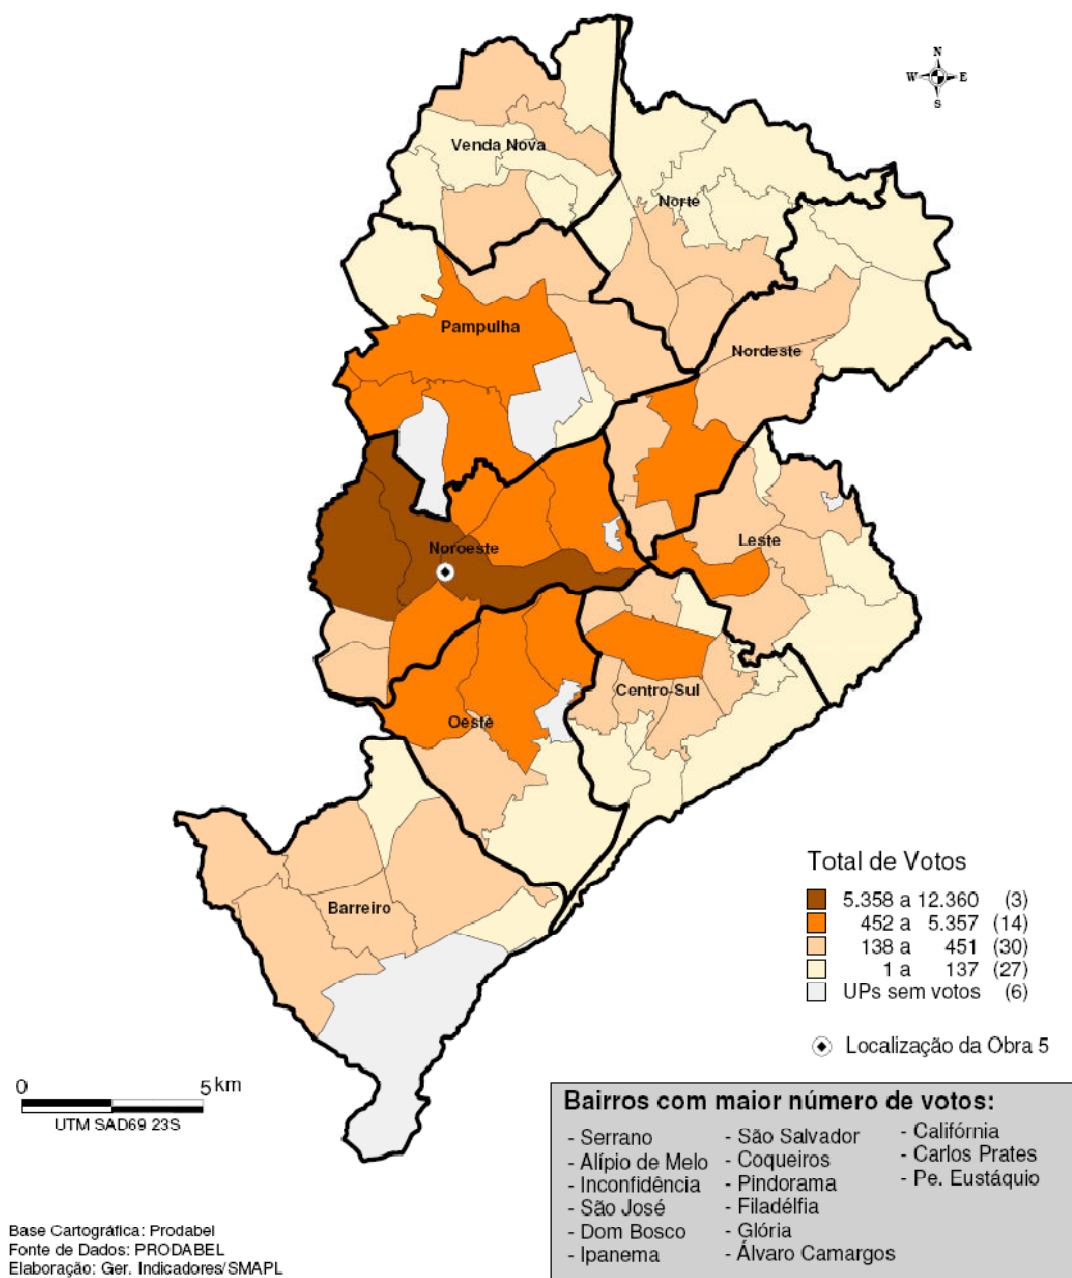 N
W E
S
Venda Nova
Norte
Pampulha
Nordeste
Noroeste
Leste
Centro-Sul
Oeste
Barreiro
Total de Votos
5.358 a 12.360 (3)
452 a 5.357 (14)
138 a 451 (30)
1 a 137 (27)
UPs sem votos (6)
Localização da Obra 5
0 5 km
UTM SAD69 23S
Bairros com maior número de votos:
- Serrano
- Alípio de Melo
- Inconfidência
- São José
- Dom Bosco
- Ipanema
- São Salvador
- Coqueiros
- Pindorama
- Filadélfia
- Glória
- Álvaro Camargos
- Califórnia
- Carlos Prates
- Pe. Eustáquio
Base Cartográfica: Prodabel
Fonte de Dados: PRODABEL
Elaboração: Ger. Indicadores/SMAPL